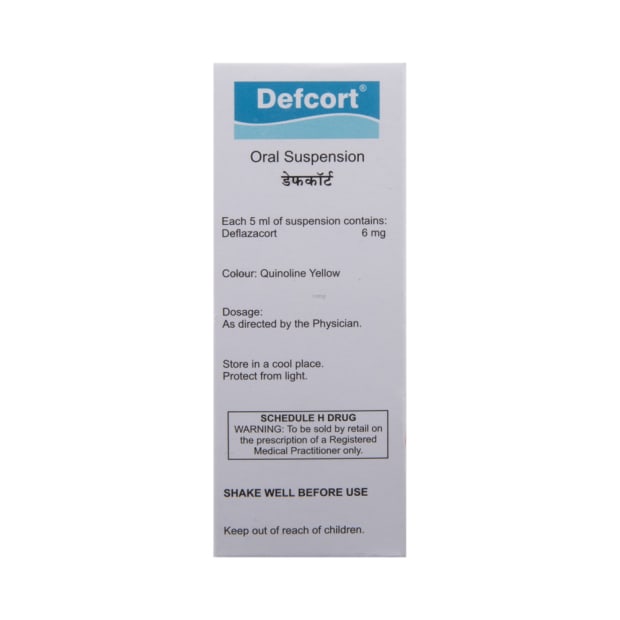 Defcort®
Oral Suspension
डेफकॉर्ट
Each 5 ml of suspension contains:
Deflazacort 6 mg
Colour: Quinoline Yellow
Dosage:
As directed by the Physician.
Store in a cool place.
Protect from light.
SCHEDULE H DRUG
WARNING: To be sold by retail on
the prescription of a Registered
Medical Practitioner only.
SHAKE WELL BEFORE USE
Keep out of reach of children.